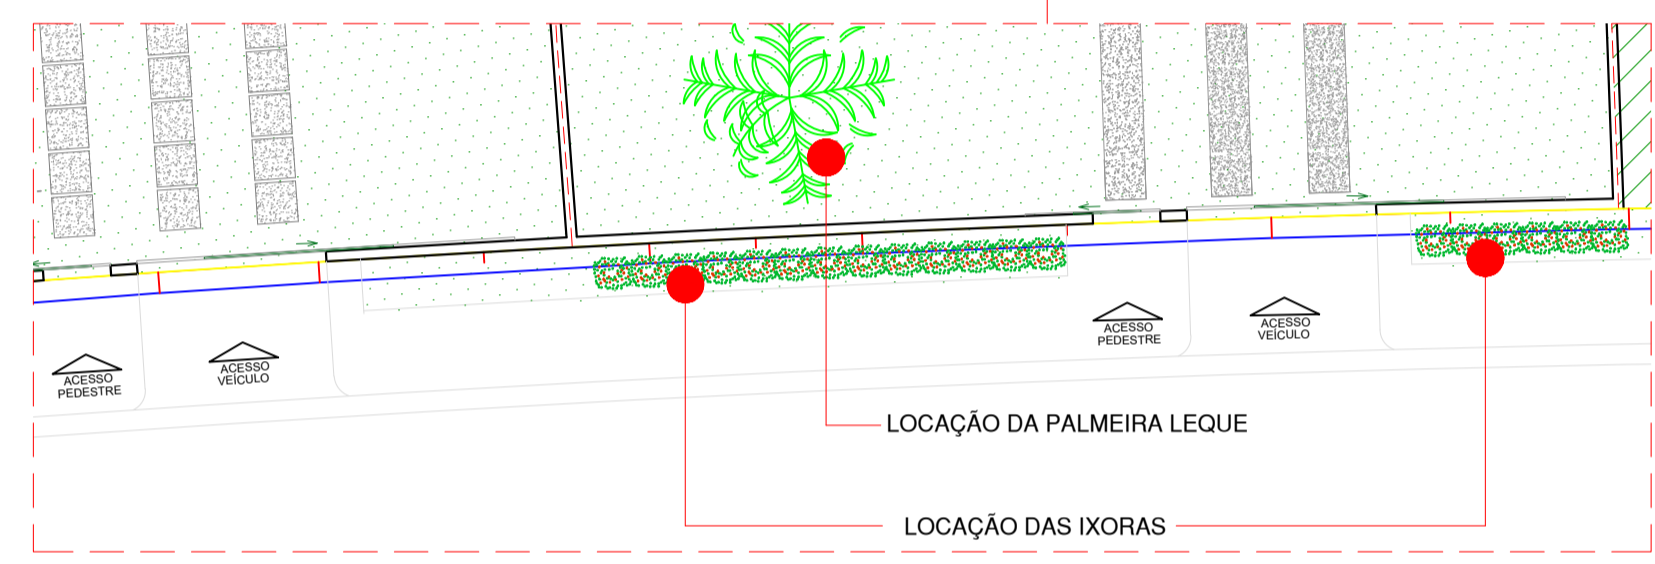 ACESSO
PEDESTRE
ACESSO
VEÍCULO
ACESSO
PEDESTRE
ACESSO
VEÍCULO
LOCAÇÃO DA PALMEIRA LEQUE
LOCAÇÃO DAS IXORAS